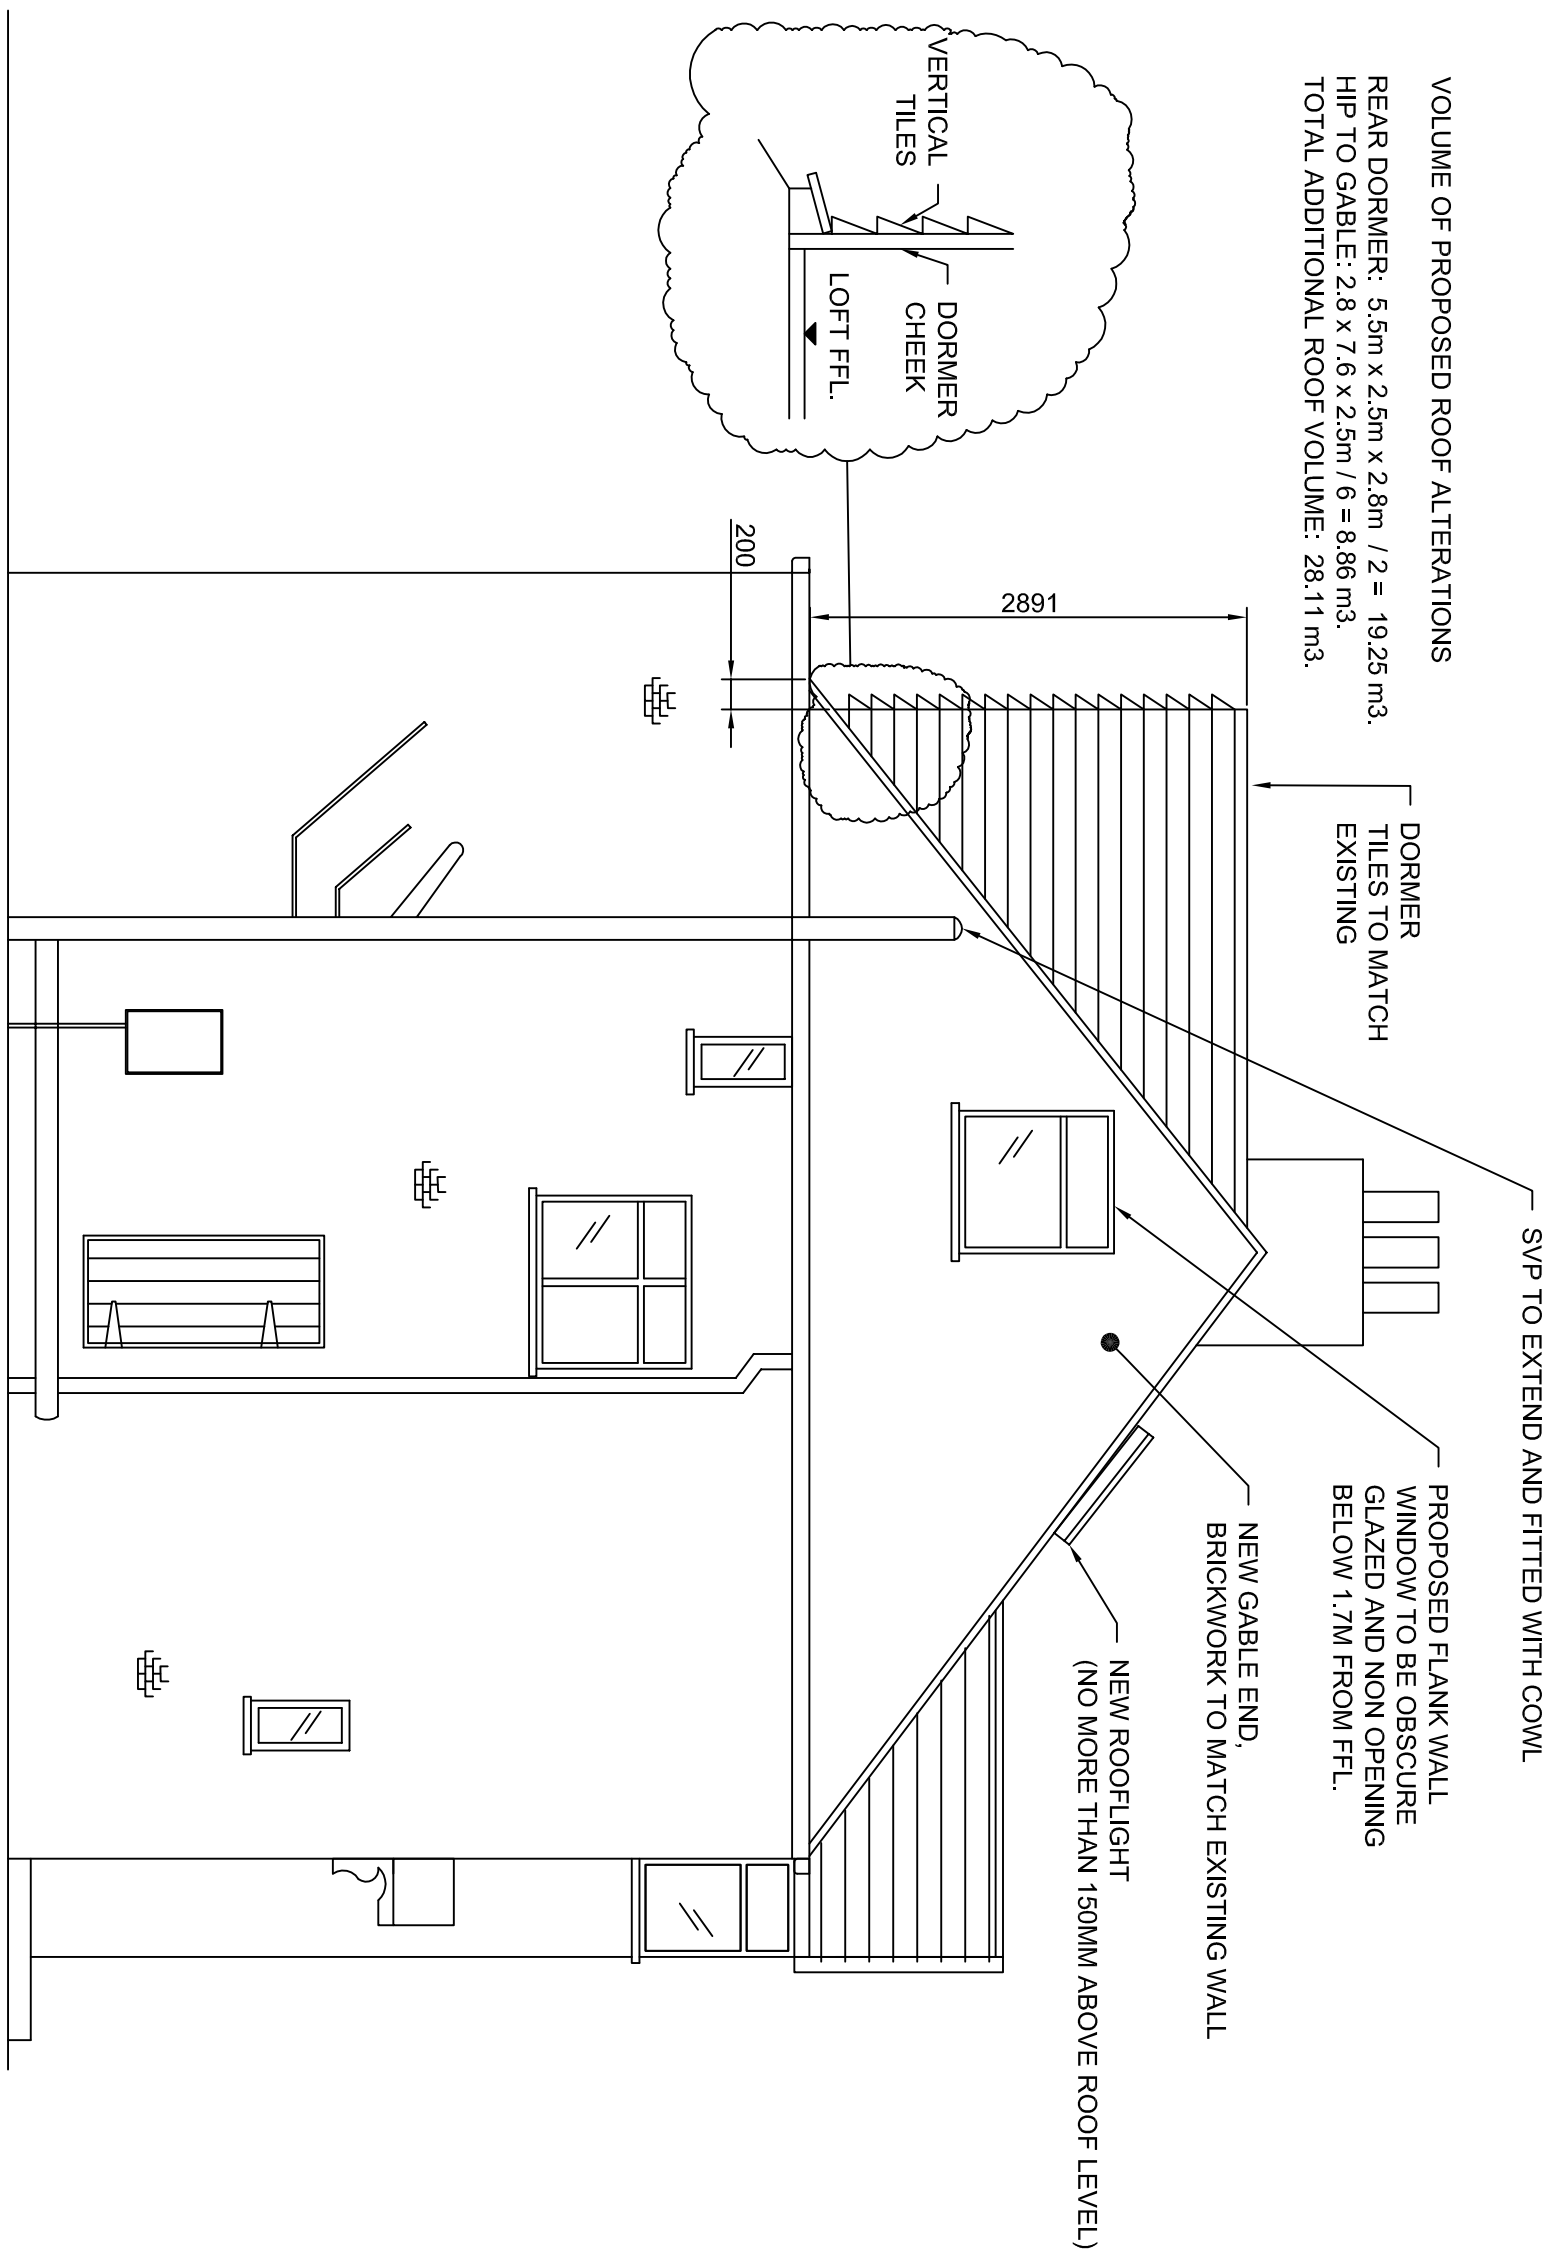 VOLUME OF PROPOSED ROOF ALTERATIONS
REAR DORMER: 5.5m x 2.5m x 2.8m / 2 = 19.25 m3.
HIP TO GABLE: 2.8 x 7.6 x 2.5m / 6 = 8.86 m3.
TOTAL ADDITIONAL ROOF VOLUME: 28.11 m3.
VERTICAL
TILES
DORMER
CHEEK
LOFT FFL.
200
2891
DORMER
TILES TO MATCH
EXISTING
SVP TO EXTEND AND FITTED WITH COWL
PROPOSED FLANK WALL
WINDOW TO BE OBSCURE
GLAZED AND NON OPENING
BELOW 1.7M FROM FFL.
NEW GABLE END,
BRICKWORK TO MATCH EXISTING WALL
NEW ROOFLIGHT
(NO MORE THAN 150MM ABOVE ROOF LEVEL)